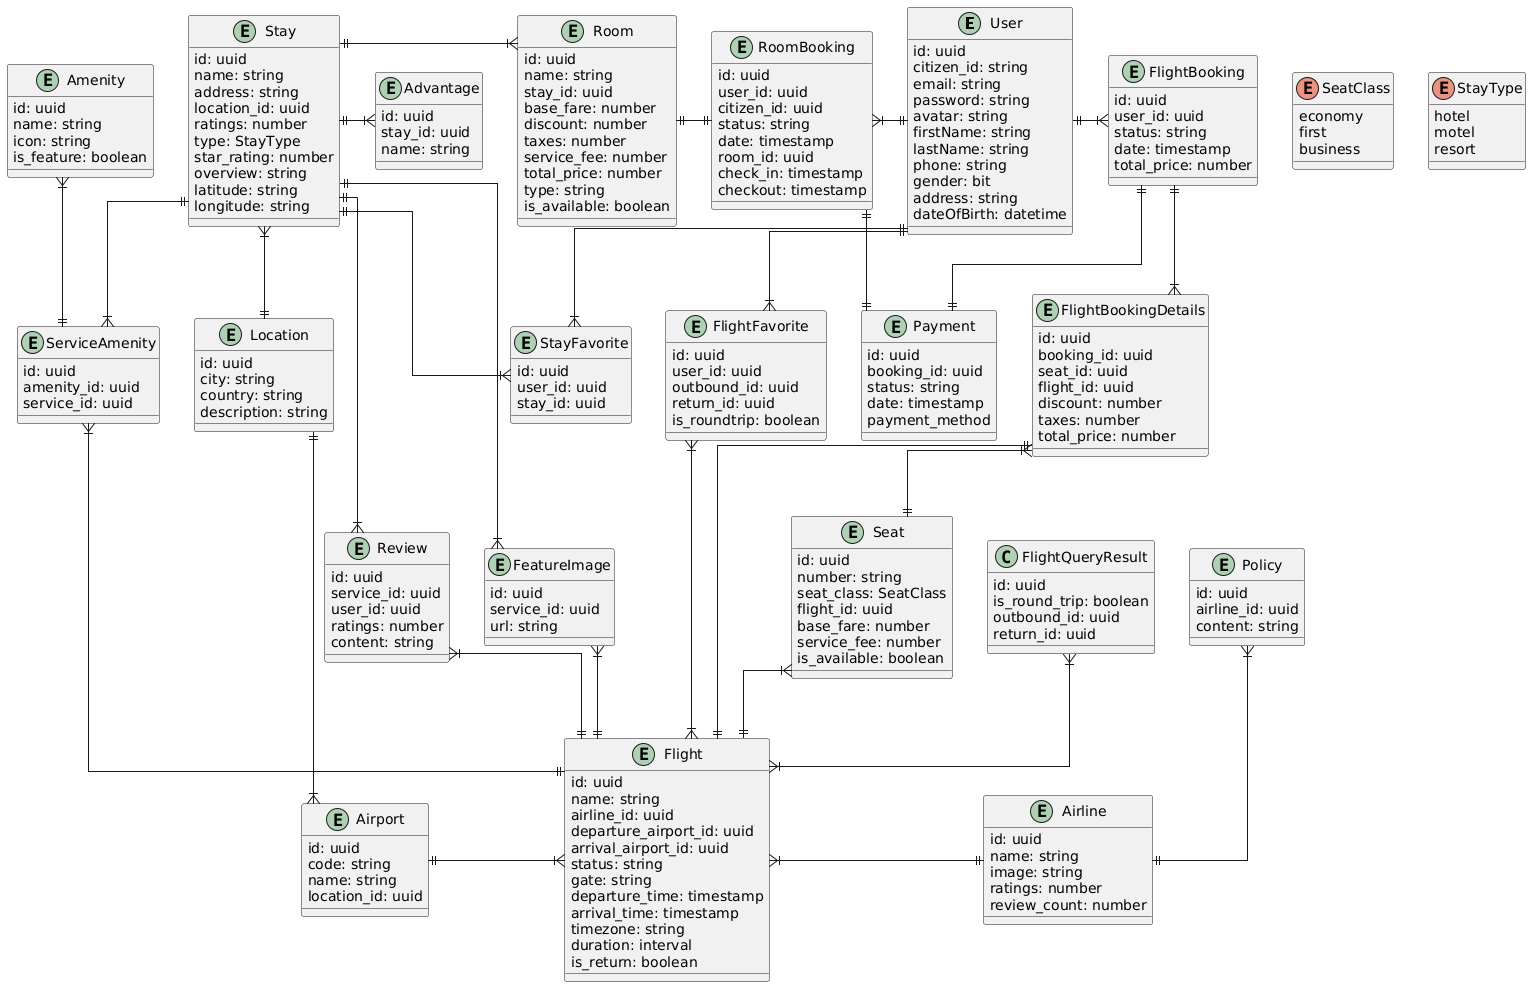 E Stay
id: uuid
name: string
address: string
location_id: uuid
ratings: number
type: StayType
star_rating: number
overview: string
latitude: string
longitude: string
E Room
id: uuid
name: string
stay_id: uuid
base_fare: number
discount: number
taxes: number
service_fee: number
total_price: number
type: string
is_available: boolean
E RoomBooking
id: uuid
user_id: uuid
citizen_id: uuid
status: string
date: timestamp
room_id: uuid
check_in: timestamp
checkout: timestamp
E User
id: uuid
citizen_id: string
email: string
password: string
avatar: string
firstName: string
lastName: string
phone: string
gender: bit
address: string
dateOfBirth: datetime
E FlightBooking
id: uuid
user_id: uuid
status: string
date: timestamp
total_price: number
E SeatClass
economy
first
business
E StayType
hotel
motel
resort
E Amenity
id: uuid
name: string
icon: string
is_feature: boolean
E Advantage
id: uuid
stay_id: uuid
name: string
E ServiceAmenity
id: uuid
amenity_id: uuid
service_id: uuid
E Location
id: uuid
city: string
country: string
description: string
E StayFavorite
id: uuid
user_id: uuid
stay_id: uuid
E FlightFavorite
id: uuid
user_id: uuid
outbound_id: uuid
return_id: uuid
is_roundtrip: boolean
E Payment
id: uuid
booking_id: uuid
status: string
date: timestamp
payment_method
E FlightBookingDetails
id: uuid
booking_id: uuid
seat_id: uuid
flight_id: uuid
discount: number
taxes: number
total_price: number
E Review
id: uuid
service_id: uuid
user_id: uuid
ratings: number
content: string
E FeatureImage
id: uuid
service_id: uuid
url: string
E Seat
id: uuid
number: string
seat_class: SeatClass
flight_id: uuid
base_fare: number
service_fee: number
is_available: boolean
C FlightQueryResult
id: uuid
is_round_trip: boolean
outbound_id: uuid
return_id: uuid
E Policy
id: uuid
airline_id: uuid
content: string
E Airport
id: uuid
code: string
name: string
location_id: uuid
E Flight
id: uuid
name: string
airline_id: uuid
departure_airport_id: uuid
arrival_airport_id: uuid
status: string
gate: string
departure_time: timestamp
arrival_time: timestamp
timezone: string
duration: interval
is_return: boolean
E Airline
id: uuid
name: string
image: string
ratings: number
review_count: number